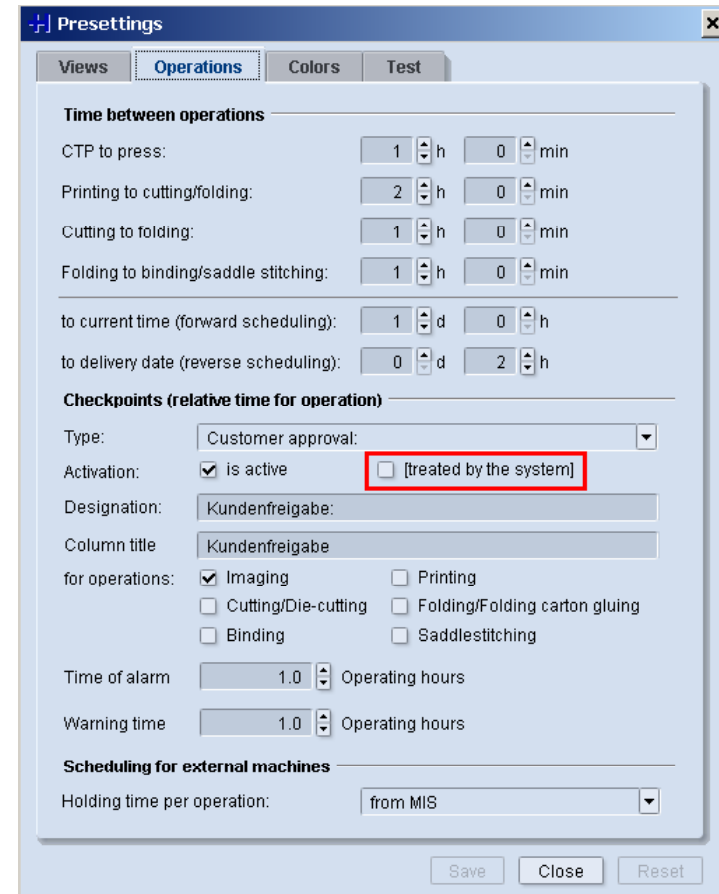 Presettings
Views Operations Colors Test
Time between operations
CTP to press: 1 h 0 min
Printing to cutting/folding: 2 h 0 min
Cutting to folding: 1 h 0 min
Folding to binding/saddle stitching: 1 h 0 min
to current time (forward scheduling): 1 d 0 h
to delivery date (reverse scheduling): 0 d 2 h
Checkpoints (relative time for operation)
Type: Customer approval:
Activation: is active [treated by the system]
Designation: Kundenfreigabe:
Column title Kundenfreigabe
for operations: Imaging Printing
Cutting/Die-cutting Folding/Folding carton gluing
Binding Saddlestitching
Time of alarm 1.0 Operating hours
Warning time 1.0 Operating hours
Scheduling for external machines
Holding time per operation: from MIS
Save Close Reset